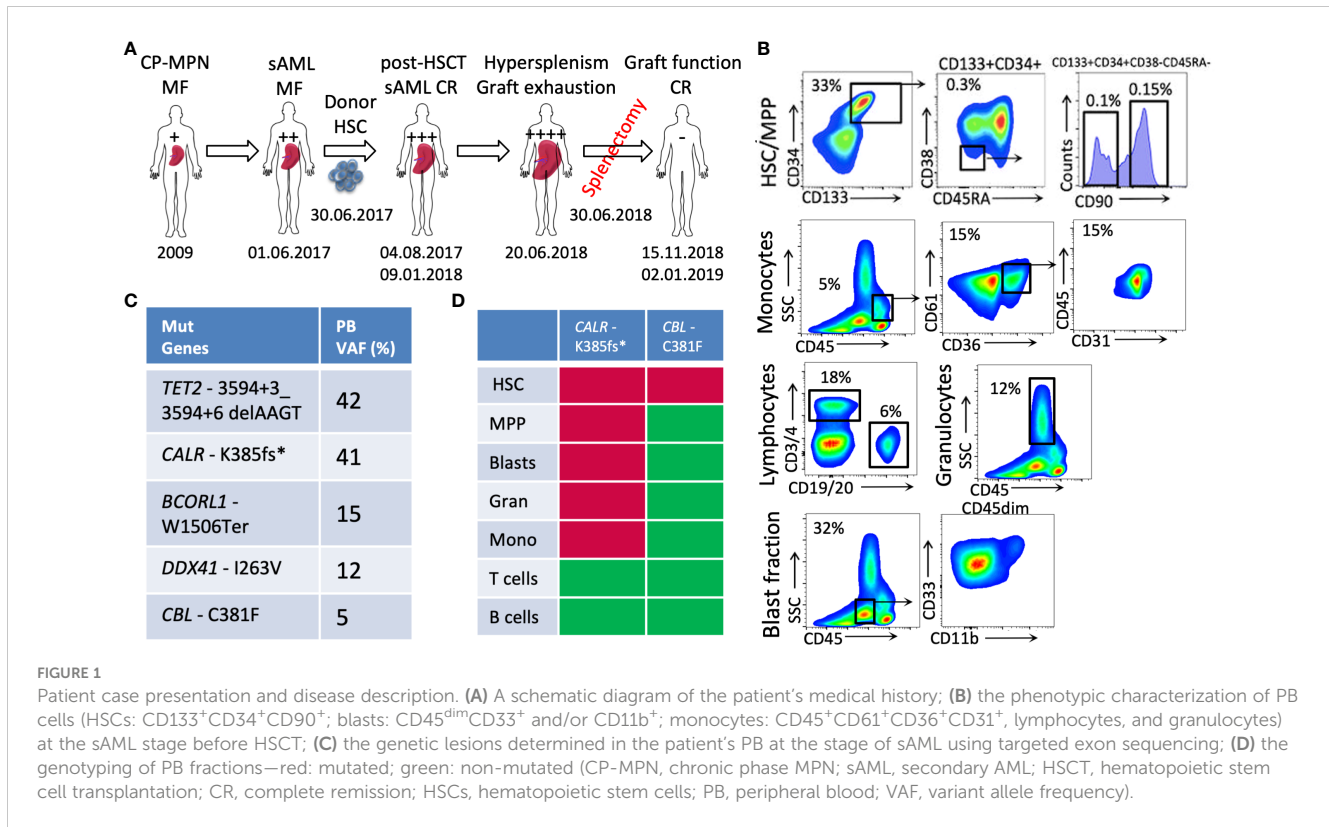 A
CP-MPN
MF
sAML
MF
Donor
HSC
post-HSCT
sAML CR
Hypersplenism
Graft exhaustion
Graft function
CR
+
++
+++
++++
-
Splenectomy
30.06.2017
30.06.2018
2009
01.06.2017
04.08.2017
09.01.2018
20.06.2018
15.11.2018
02.01.2019
B
HSC/MPP
33%
CD34
CD133
CD133+CD34+
0.3%
CD38
CD45RA
CD133+CD34+CD38-CD45RA-
0.1%
0.15%
Counts
CD90
Monocytes
5%
SSC
CD45
15%
CD61
CD36
15%
CD45
CD31
Lymphocytes
18%
6%
CD3/4
CD19/20
Granulocytes
12%
SSC
CD45
Blast fraction
32%
SSC
CD45
CD45dim
CD33
CD11b
C
Mut
Genes
PB
VAF (%)
TET2 - 3594+3_
3594+6 delAAGT
42
CALR - K385fs*
41
BCORL1 -
W1506Ter
15
DDX41 - I263V
12
CBL - C381F
5
D
CALR -
K385fs*
CBL -
C381F
HSC
MPP
Blasts
Gran
Mono
T cells
B cells
FIGURE 1
Patient case presentation and disease description. (A) A schematic diagram of the patient's medical history; (B) the phenotypic characterization of PB
cells (HSCs: CD133+CD34+CD90+; blasts: CD45dimCD33+ and/or CD11b+; monocytes: CD45+CD61+CD36+CD31+, lymphocytes, and granulocytes)
at the sAML stage before HSCT; (C) the genetic lesions determined in the patient's PB at the stage of sAML using targeted exon sequencing; (D) the
genotyping of PB fractions—red: mutated; green: non-mutated (CP-MPN, chronic phase MPN; sAML, secondary AML; HSCT, hematopoietic stem
cell transplantation; CR, complete remission; HSCs, hematopoietic stem cells; PB, peripheral blood; VAF, variant allele frequency).